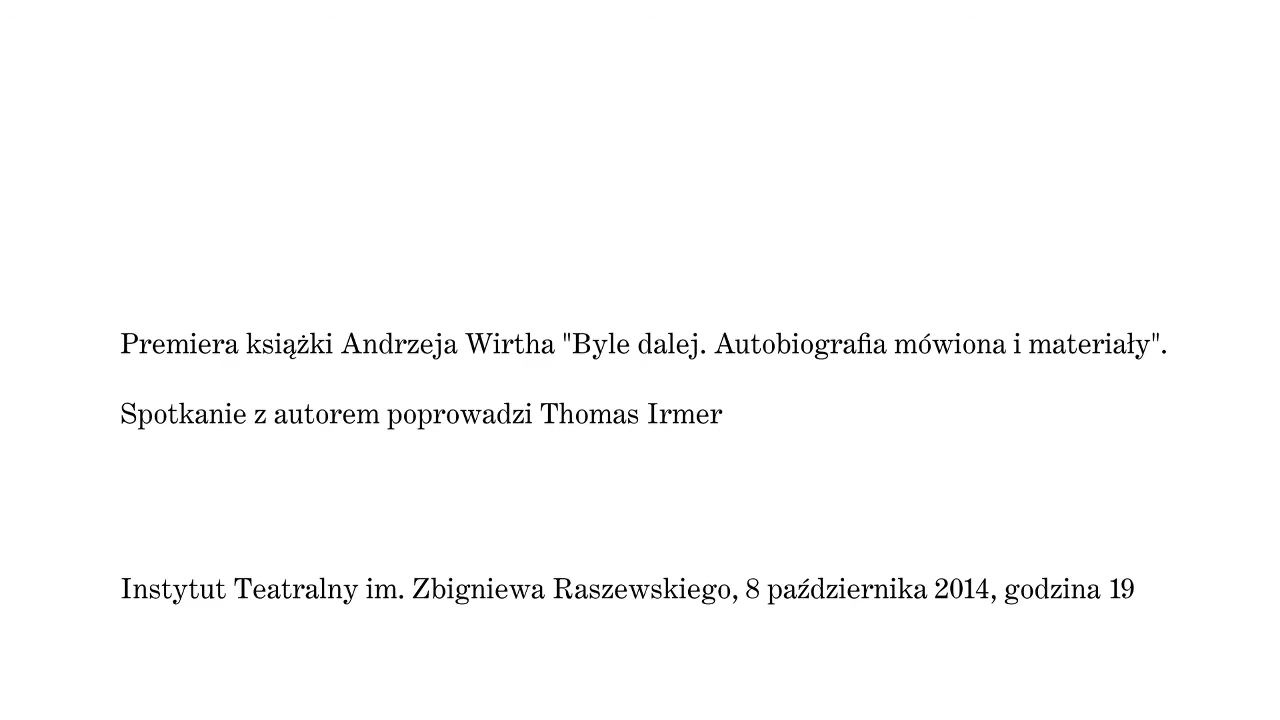 Premiera książki Andrzeja Wirtha "Byle dalej. Autobiografia mówiona i materiały".
Spotkanie z autorem poprowadzi Thomas Irmer
Instytut Teatralny im. Zbigniewa Raszewskiego, 8 października 2014, godzina 19